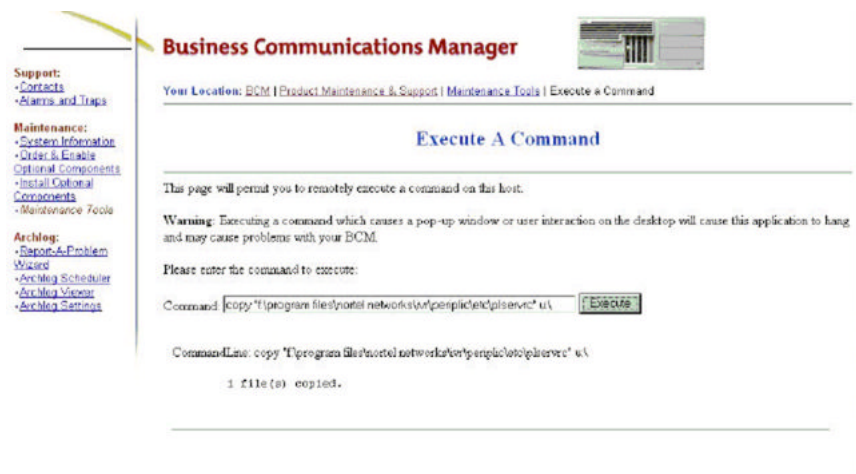 Business Communications Manager
Support:
Contacts
Alarms and Traps
Maintenance:
System Information
Order & Enable
Optional Components
Install Optional
Components
Maintenance Tools
Archlog:
Report-A-Problem
Wizard
Archlog Scheduler
Archlog Viewer
Archlog Settings
Your Location: BCM | Product Maintenance & Support | Maintenance Tools | Execute a Command
Execute A Command
This page will permit you to remotely execute a command on this host.
Warning: Executing a command which causes a pop-up window or user interaction on the desktop will cause this application to hang
and may cause problems with your BCM.
Please enter the command to execute:
Command: copy "f:\program files\nortel networks\ivr\periplic\etc\plservrc" u:\ Execute
CommandLine: copy "f:\program files\nortel networks\ivr\periplic\etc\plservrc" u:\
1 file(s) copied.